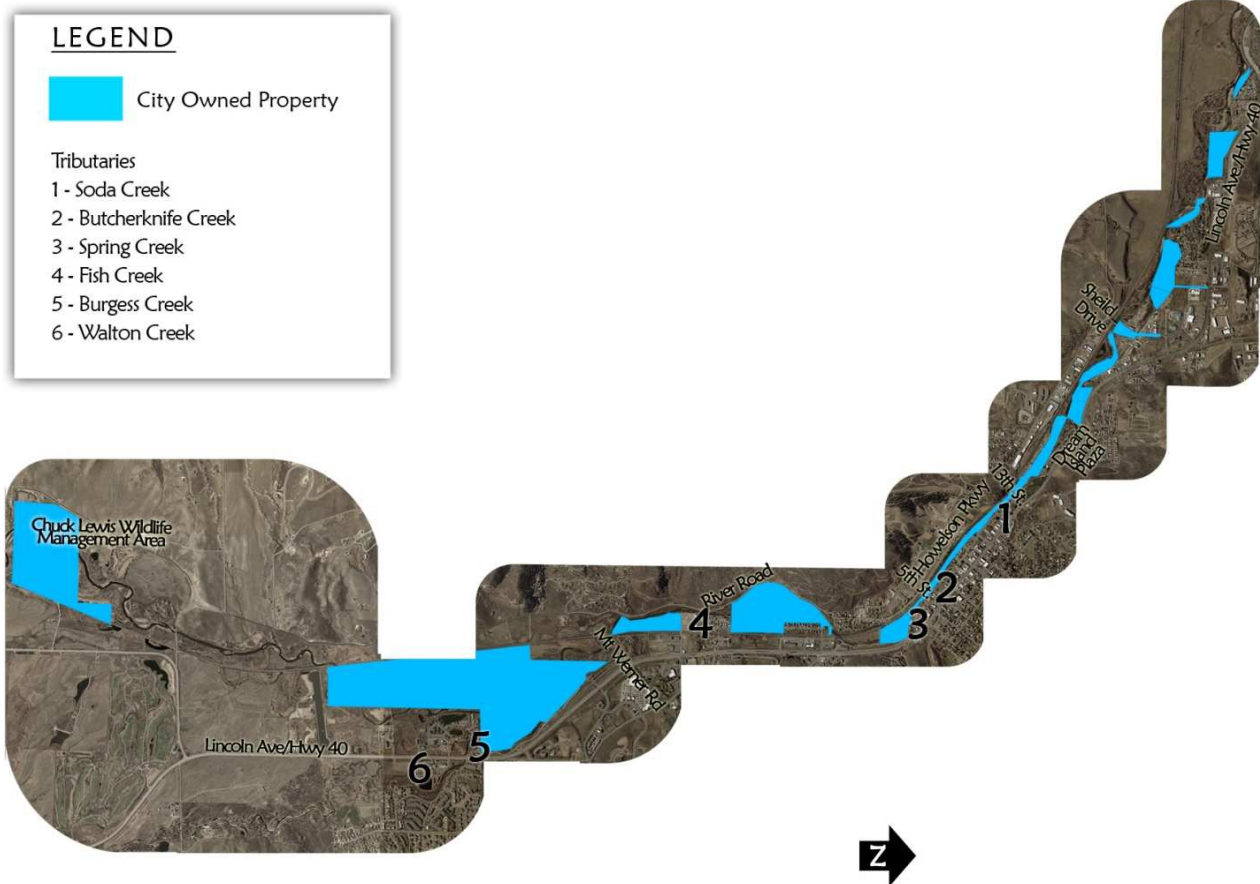 LEGEND
City Owned Property
Tributaries
1 - Soda Creek
2 - Butcherknife Creek
3 - Spring Creek
4 - Fish Creek
5 - Burgess Creek
6 - Walton Creek
Lincoln Ave/Hwy 40
Sheild
Drive
Dream
Island
Plaza
13th St
1
Howelson Pkwy
5th St
2
3
River Road
4
Mt Werner Rd
Chuck Lewis Wildlife
Management Area
Lincoln Ave/Hwy 40
5
6
N